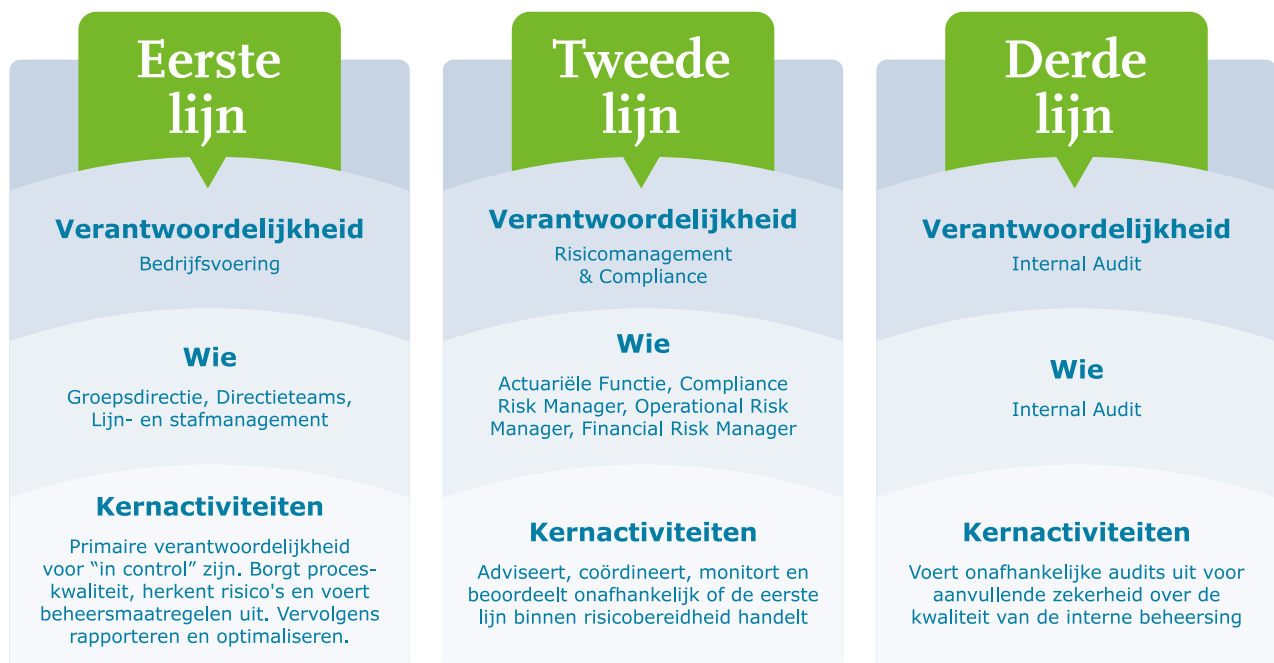 Eerste
lijn
Verantwoordelijkheid
Bedrijfsvoering
Wie
Groepsdirectie, Directieteams,
Lijn- en stafmanagement
Kernactiviteiten
Primaire verantwoordelijkheid
voor “in control” zijn. Borgt proces-
kwaliteit, herkent risico's en voert
beheersmaatregelen uit. Vervolgens
rapporteren en optimaliseren.
Tweede
lijn
Verantwoordelijkheid
Risicomanagement
& Compliance
Wie
Actuariële Functie, Compliance
Risk Manager, Operational Risk
Manager, Financial Risk Manager
Kernactiviteiten
Adviseert, coördineert, monitort en
beoordeelt onafhankelijk of de eerste
lijn binnen risicobereidheid handelt
Derde
lijn
Verantwoordelijkheid
Internal Audit
Wie
Internal Audit
Kernactiviteiten
Voert onafhankelijke audits uit voor
aanvullende zekerheid over de
kwaliteit van de interne beheersing